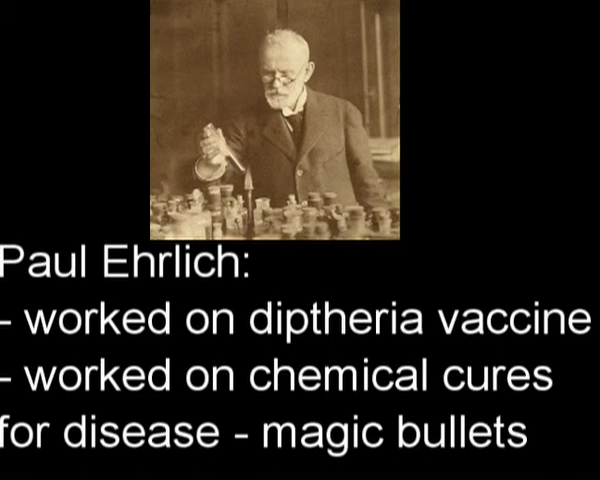 Paul Ehrlich:
- worked on diptheria vaccine
- worked on chemical cures
for disease - magic bullets